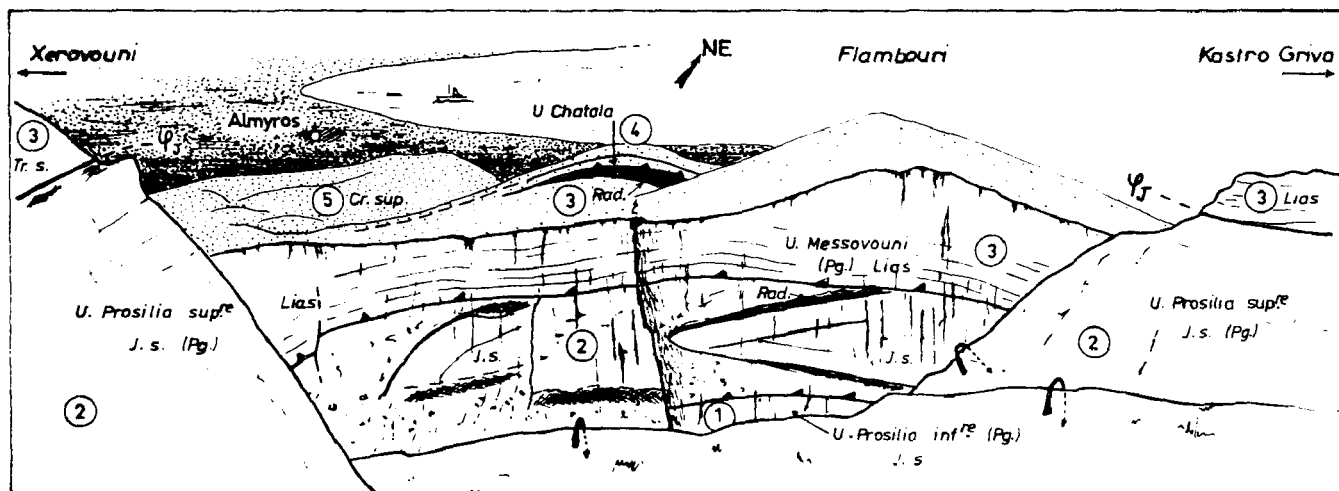 Xerovouni
NE
Flambouri
Kastro Griva
Almyros
φJ
U Chatala
4
3
Tr. s.
5
Cr. sup.
3
Rad.
φJ
3
Lias
U. Messovouni
(Pg.) Lias
3
Lias
Rad.
U. Prosilia supre
J. s. (Pg.)
2
J.s.
2
J.s.
U. Prosilia supre
J. s. (Pg.)
2
1
U. Prosilia infre (Pg.)
J. s